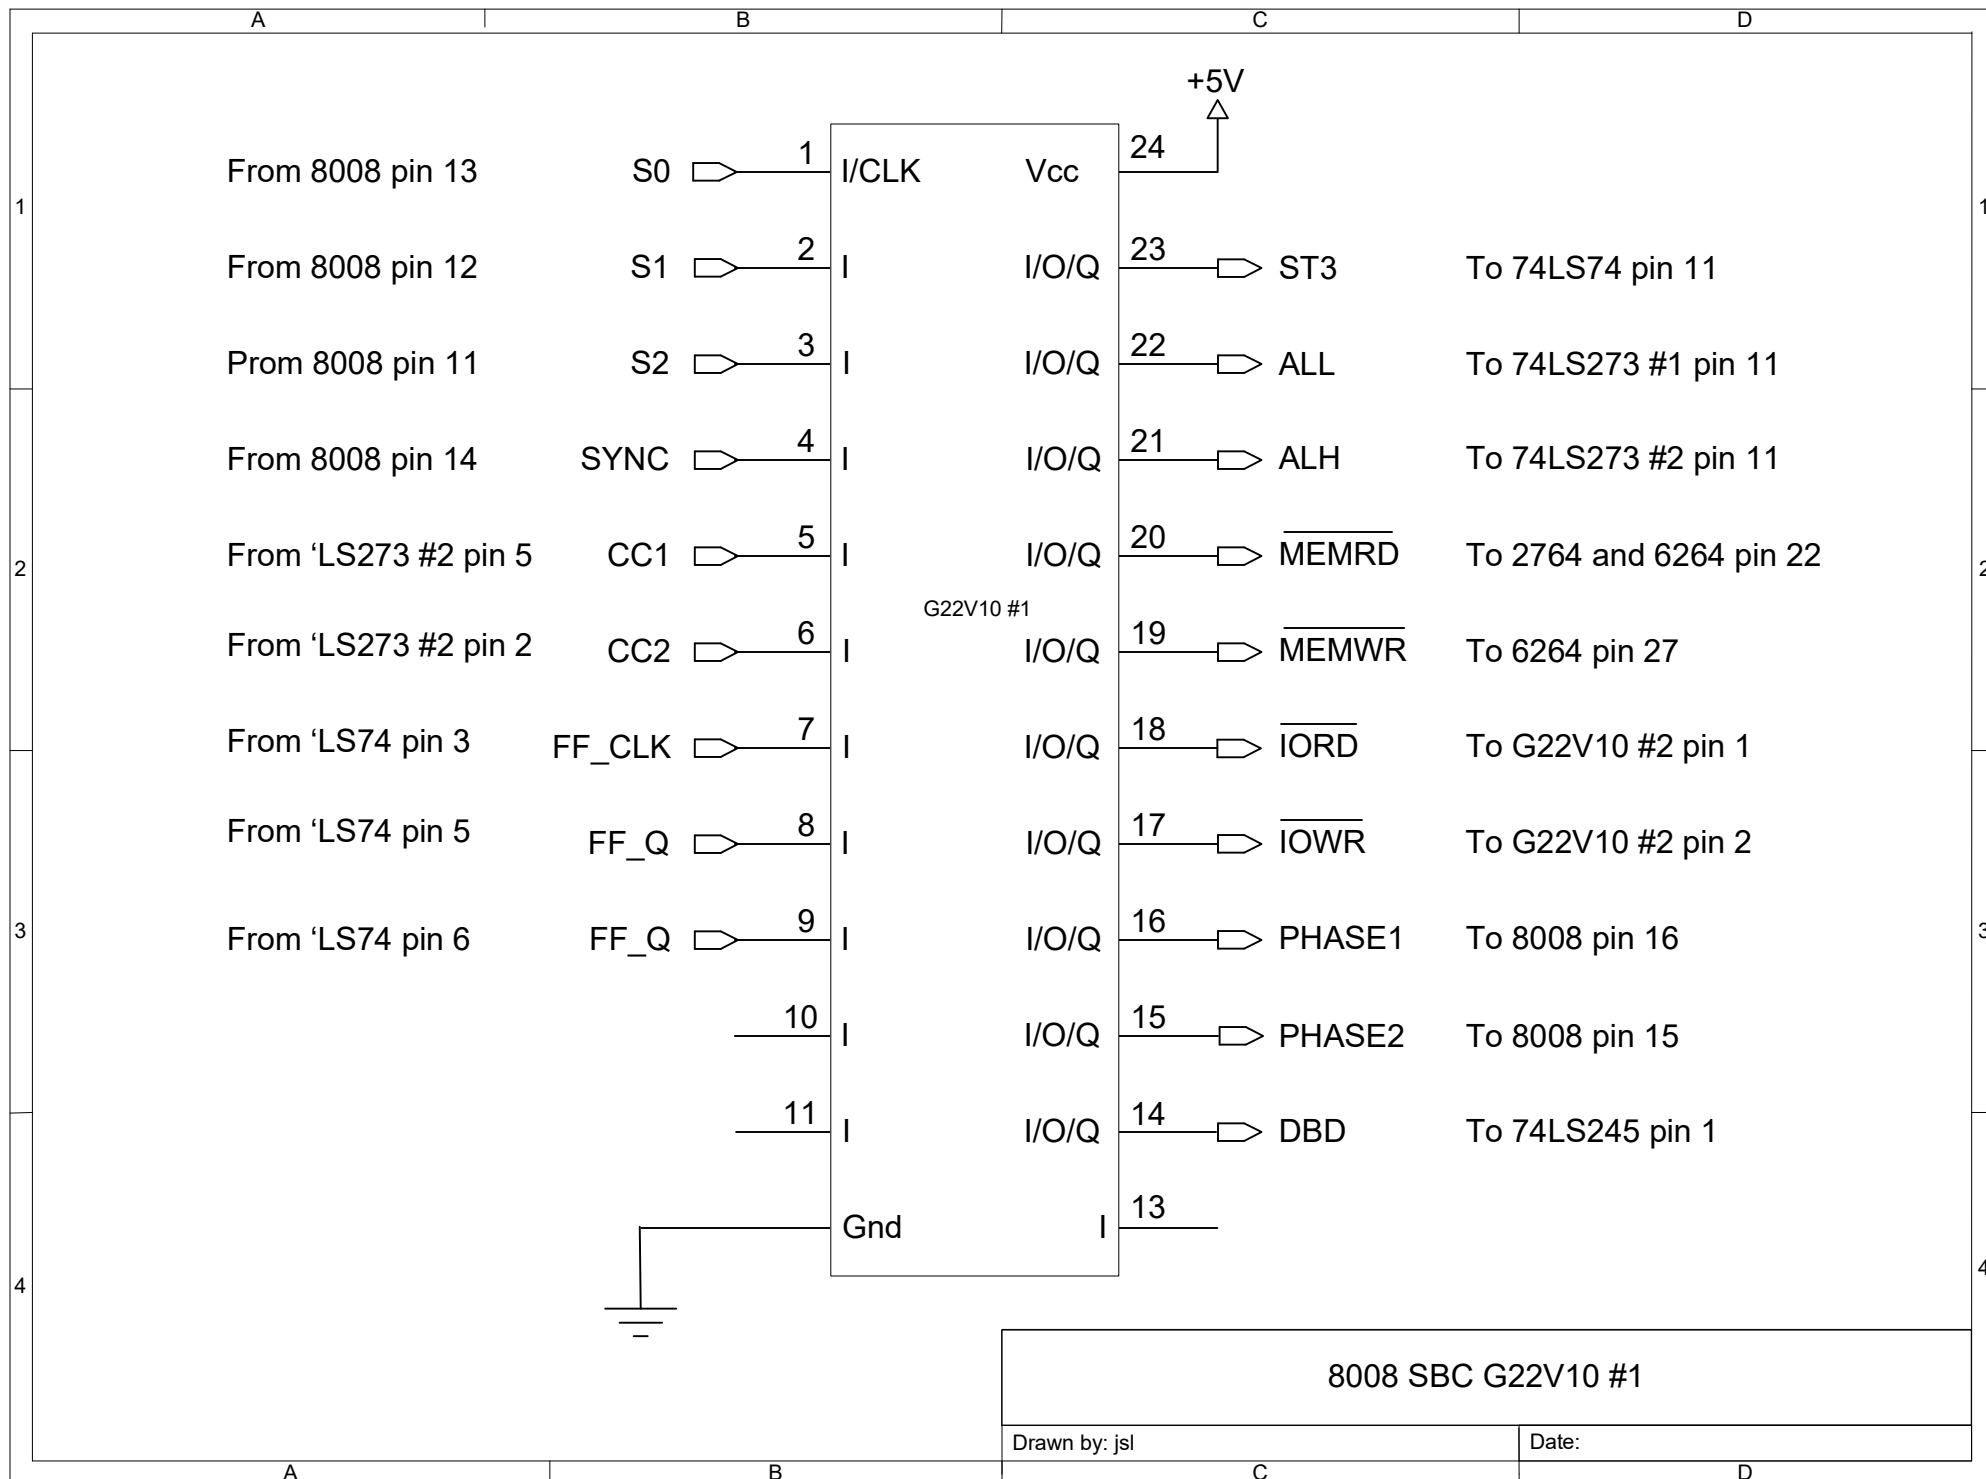 A B C D
+5V
From 8008 pin 13 S0 1 I/CLK Vcc 24
1 1
From 8008 pin 12 S1 2 I I/O/Q 23 ST3 To 74LS74 pin 11
Prom 8008 pin 11 S2 3 I I/O/Q 22 ALL To 74LS273 #1 pin 11
From 8008 pin 14 SYNC 4 I I/O/Q 21 ALH To 74LS273 #2 pin 11
From ‘LS273 #2 pin 5 CC1 5 I I/O/Q 20 MEMRD To 2764 and 6264 pin 22
2 2
G22V10 #1
From ‘LS273 #2 pin 2 CC2 6 I I/O/Q 19 MEMWR To 6264 pin 27
From ‘LS74 pin 3 FF_CLK 7 I I/O/Q 18 IORD To G22V10 #2 pin 1
From ‘LS74 pin 5 FF_Q 8 I I/O/Q 17 IOWR To G22V10 #2 pin 2
3 3
From ‘LS74 pin 6 FF_Q 9 I I/O/Q 16 PHASE1 To 8008 pin 16
10 I I/O/Q 15 PHASE2 To 8008 pin 15
11 I I/O/Q 14 DBD To 74LS245 pin 1
Gnd I 13
4 4
8008 SBC G22V10 #1
Drawn by: jsl Date:
A B C D